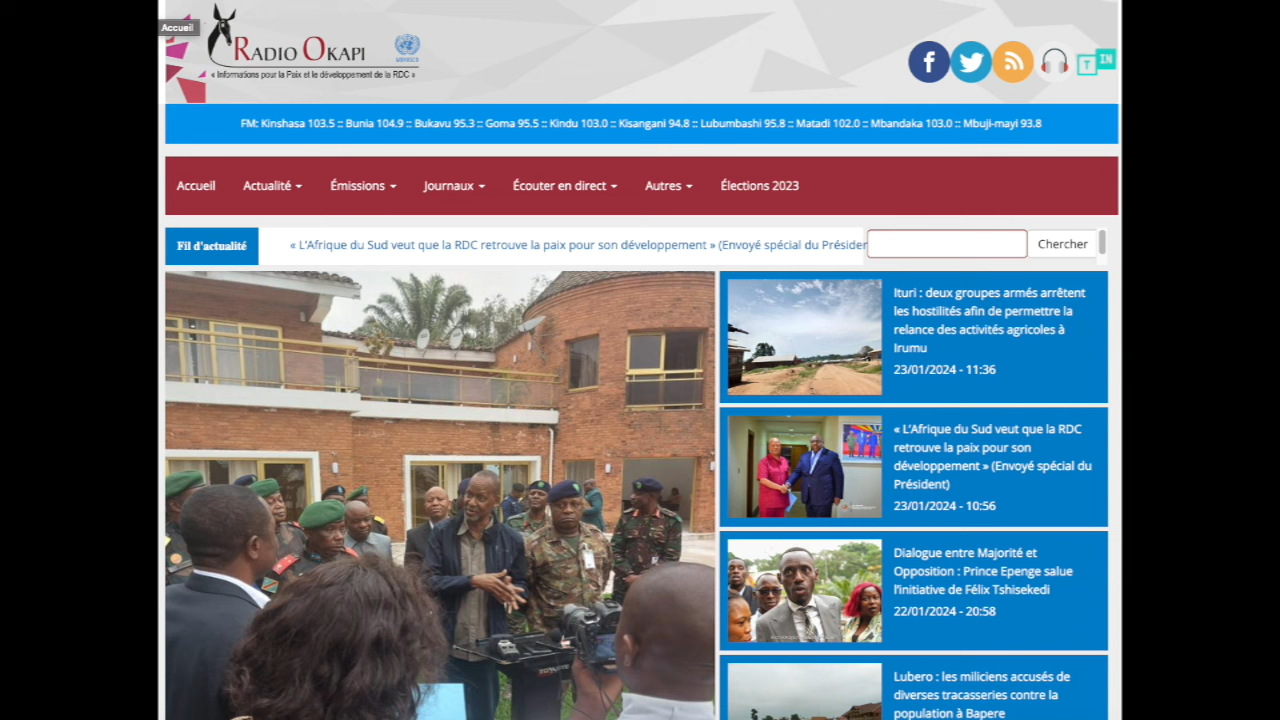 Accueil
RADIO OKAPI
« Informations pour la Paix et le développement de la RDC »
T IN
FM: Kinshasa 103.5 :: Bunia 104.9 :: Bukavu 95.3 :: Goma 95.5 :: Kindu 103.0 :: Kisangani 94.8 :: Lubumbashi 95.8 :: Matadi 102.0 :: Mbandaka 103.0 :: Mbuji-mayi 93.8
Accueil Actualité Émissions Journaux Écouter en direct Autres Élections 2023
Fil d'actualité « L'Afrique du Sud veut que la RDC retrouve la paix pour son développement » (Envoyé spécial du Présiden Chercher
Ituri : deux groupes armés arrêtent
les hostilités afin de permettre la
relance des activités agricoles à
Irumu
23/01/2024 - 11:36
« L'Afrique du Sud veut que la RDC
retrouve la paix pour son
développement » (Envoyé spécial du
Président)
23/01/2024 - 10:56
Dialogue entre Majorité et
Opposition : Prince Epenge salue
l'initiative de Félix Tshisekedi
22/01/2024 - 20:58
Lubero : les miliciens accusés de
diverses tracasseries contre la
population à Bapere